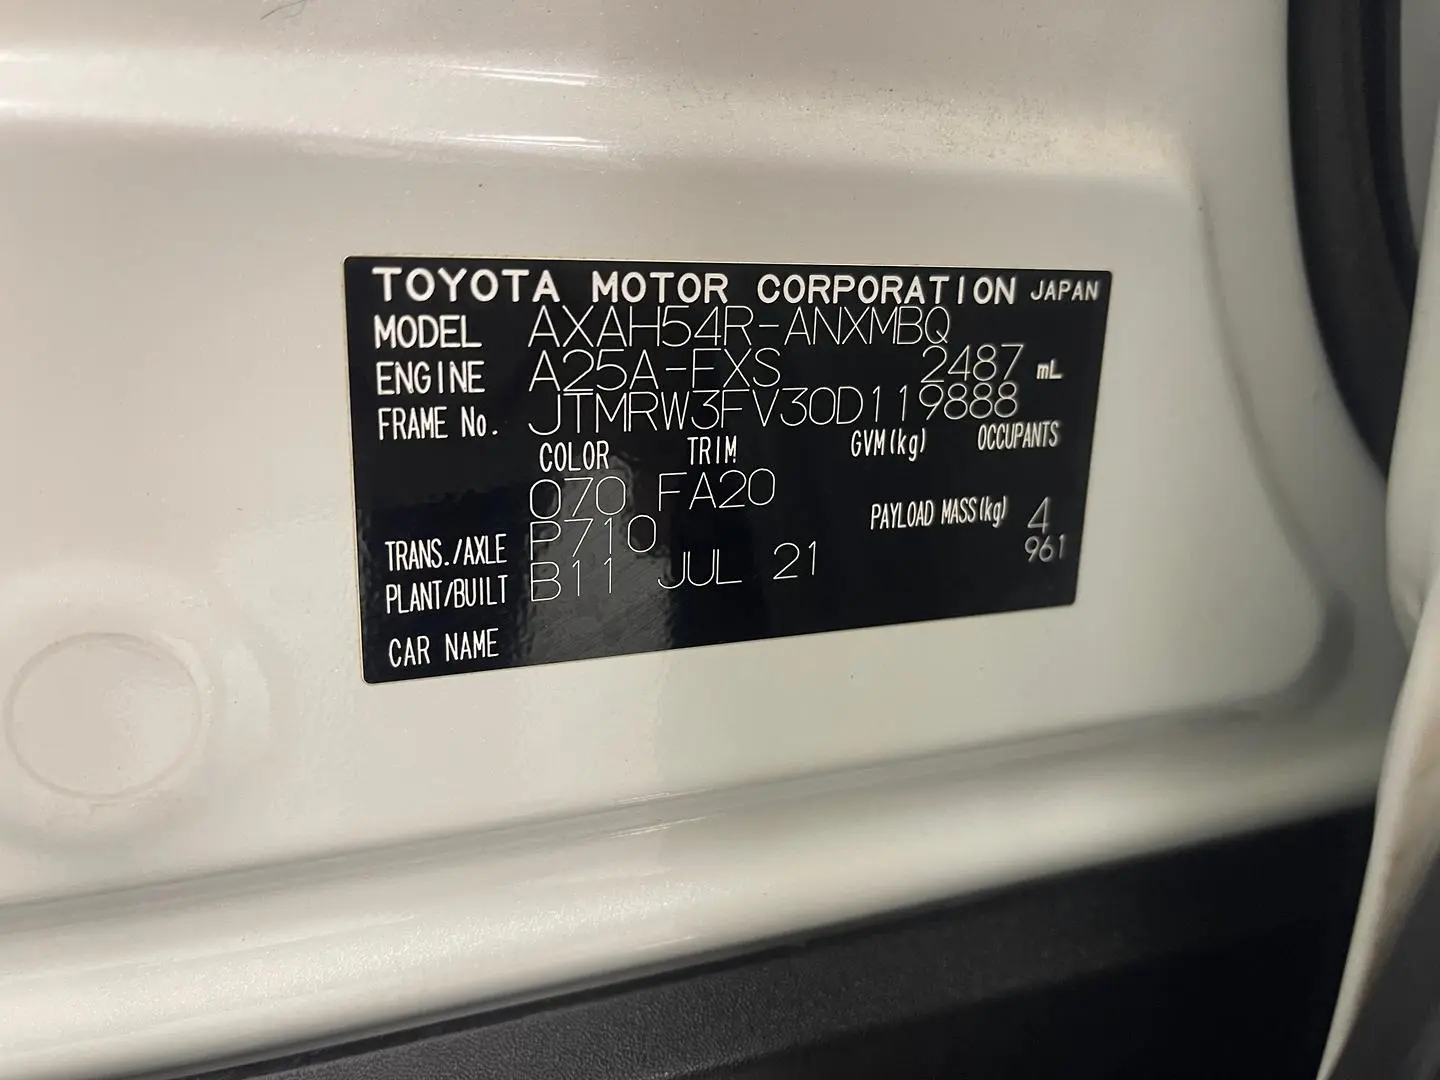 TOYOTA MOTOR CORPORATION JAPAN
MODEL AXAH54R-ANXMBQ
ENGINE A25A-FXS 2487 mL
FRAME No. JTMRW3FV30D119888
COLOR TRIM GVM(kg) OCCUPANTS
070 FA20
PAYLOAD MASS(kg) 4
TRANS./AXLE P710 961
PLANT/BUILT B11 JUL 21
CAR NAME